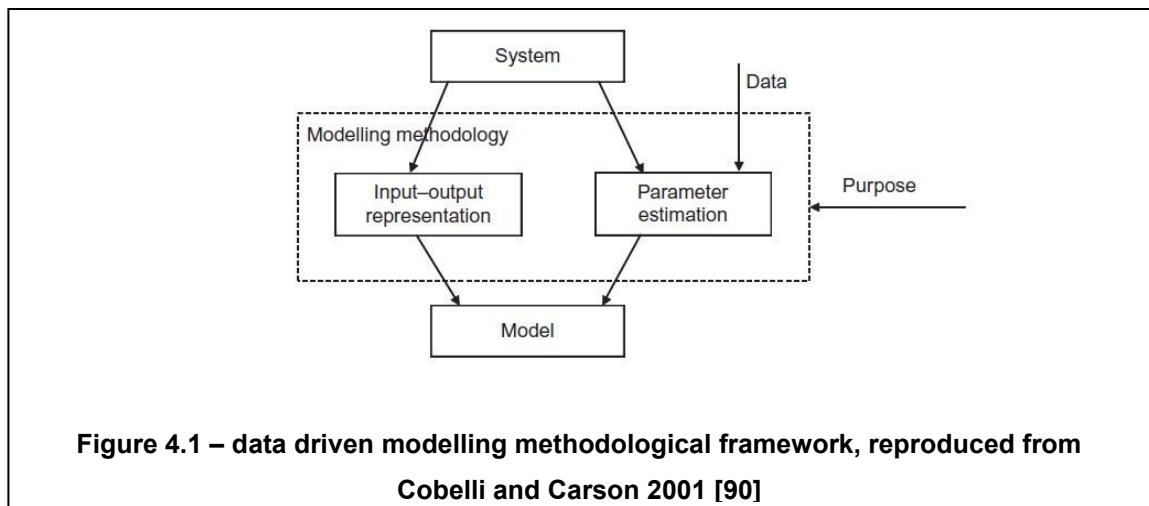 System
Data
Modelling methodology
Input–output
representation
Parameter
estimation
Purpose
Model
Figure 4.1 – data driven modelling methodological framework, reproduced from
Cobelli and Carson 2001 [90]